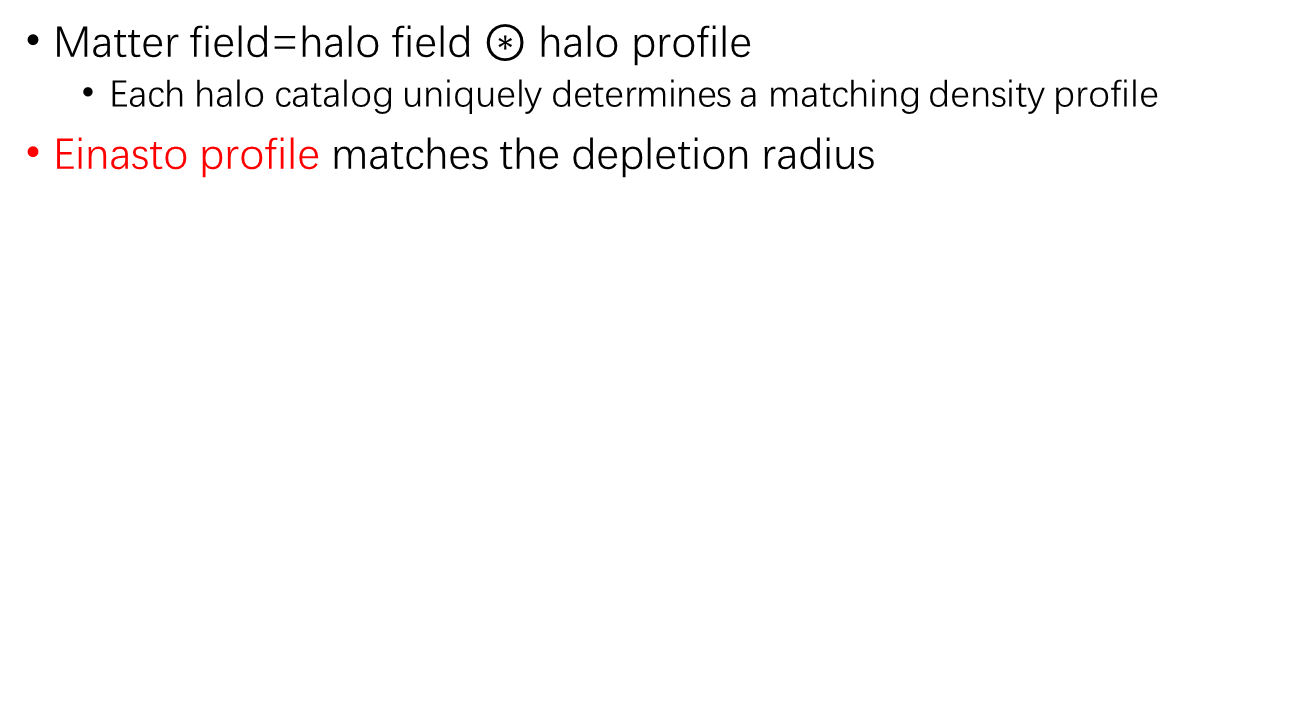 • Matter field=halo field ⊛ halo profile
• Each halo catalog uniquely determines a matching density profile
• Einasto profile matches the depletion radius